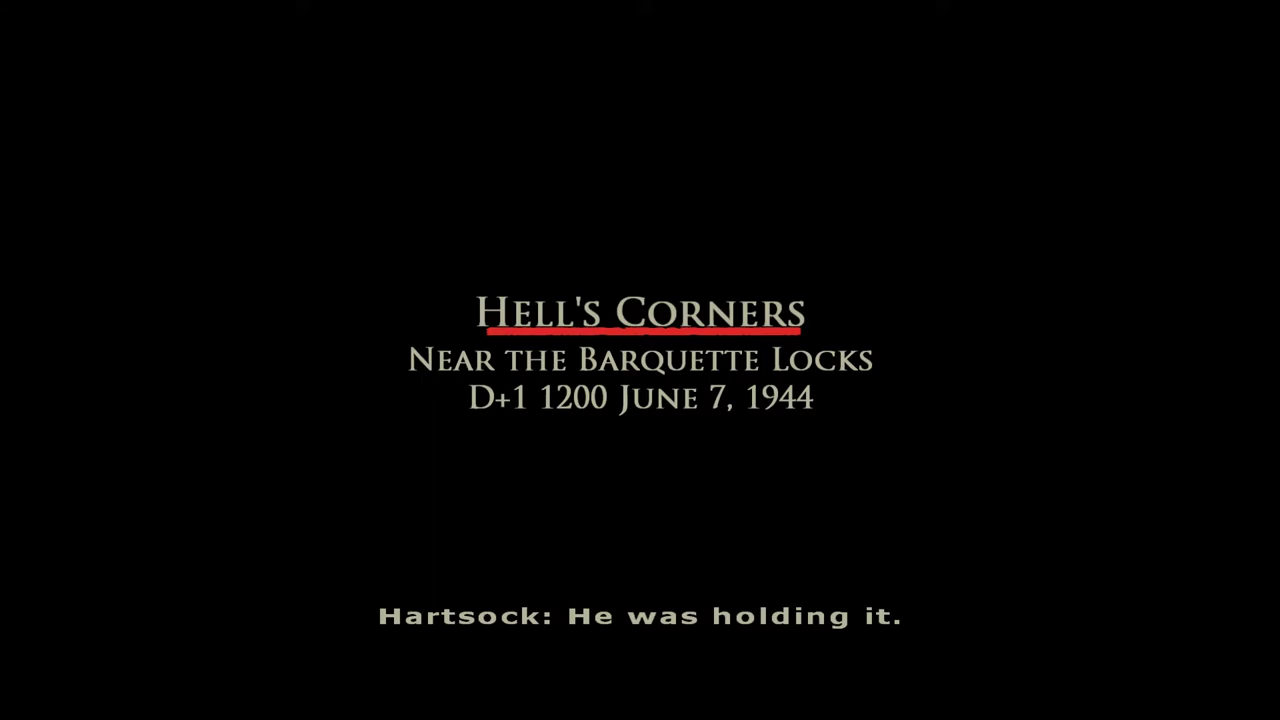 Hell's Corners
Near the Barquette Locks
D+1 1200 June 7, 1944
Hartsock: He was holding it.